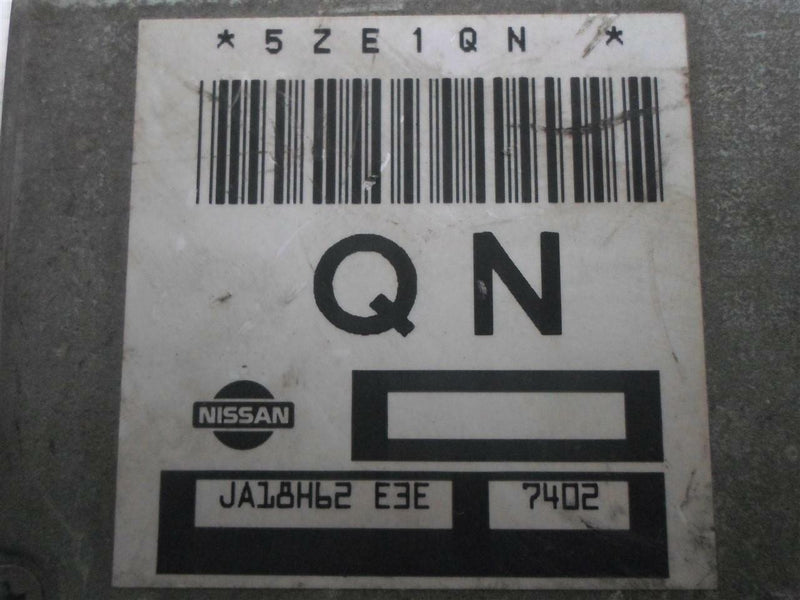 *5ZE1QN *
QN
NISSAN
JA18H62 E3E 7402